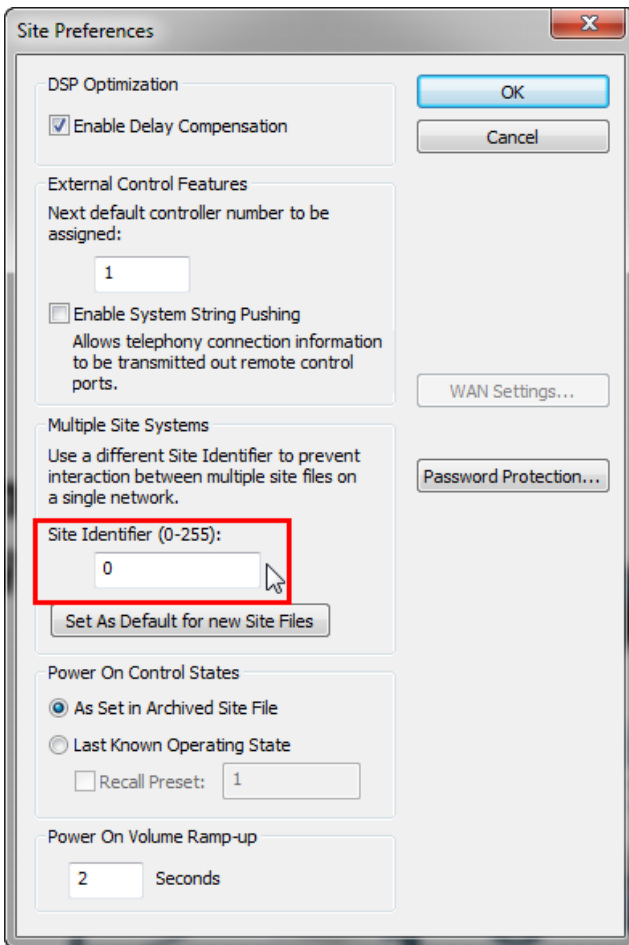 Site Preferences
DSP Optimization
Enable Delay Compensation
OK
Cancel
External Control Features
Next default controller number to be
assigned:
1
Enable System String Pushing
Allows telephony connection information
to be transmitted out remote control
ports.
WAN Settings...
Multiple Site Systems
Use a different Site Identifier to prevent
interaction between multiple site files on
a single network.
Password Protection...
Site Identifier (0-255):
0
Set As Default for new Site Files
Power On Control States
As Set in Archived Site File
Last Known Operating State
Recall Preset: 1
Power On Volume Ramp-up
2 Seconds